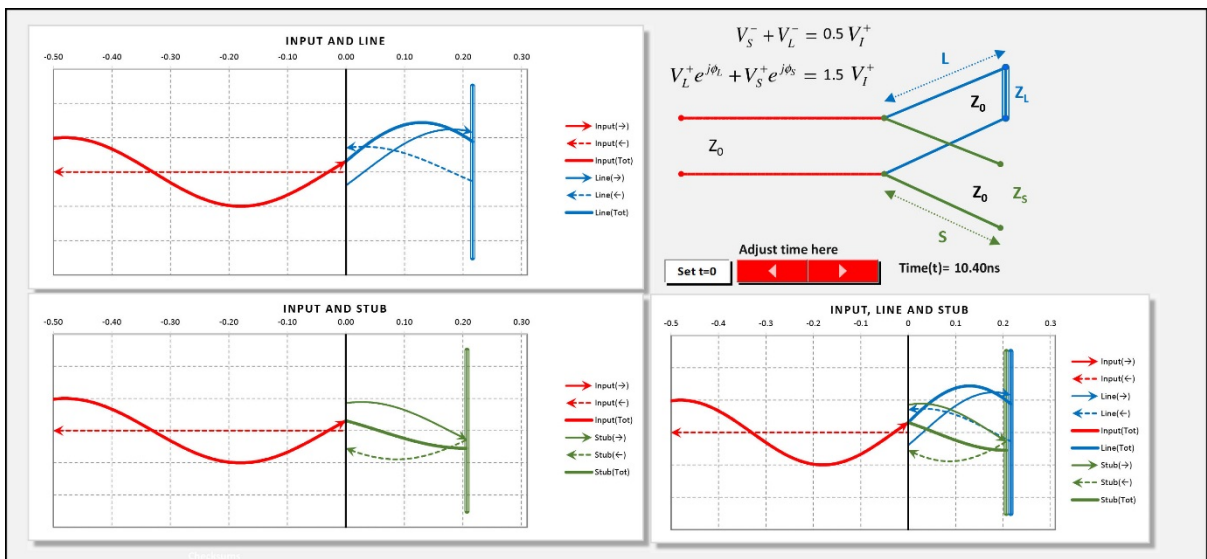 INPUT AND LINE
-0.50 -0.40 -0.30 -0.20 -0.10 0.00 0.10 0.20 0.30
Input(→)
Input(←)
Input(Tot)
Line(→)
Line(←)
Line(Tot)
V_S^- + V_L^- = 0.5 V_I^+
V_L^+ e^{jϕ_L} + V_S^+ e^{jϕ_S} = 1.5 V_I^+
L
Z_0
Z_L
Z_0
Z_0
Z_S
S
Adjust time here
Set t=0
Time(t)= 10.40ns
INPUT AND STUB
-0.50 -0.40 -0.30 -0.20 -0.10 0.00 0.10 0.20 0.30
Input(→)
Input(←)
Input(Tot)
Stub(→)
Stub(←)
Stub(Tot)
INPUT, LINE AND STUB
-0.5 -0.4 -0.3 -0.2 -0.1 0 0.1 0.2 0.3
Input(→)
Input(←)
Line(→)
Line(←)
Input(Tot)
Line(Tot)
Stub(→)
Stub(←)
Stub(Tot)